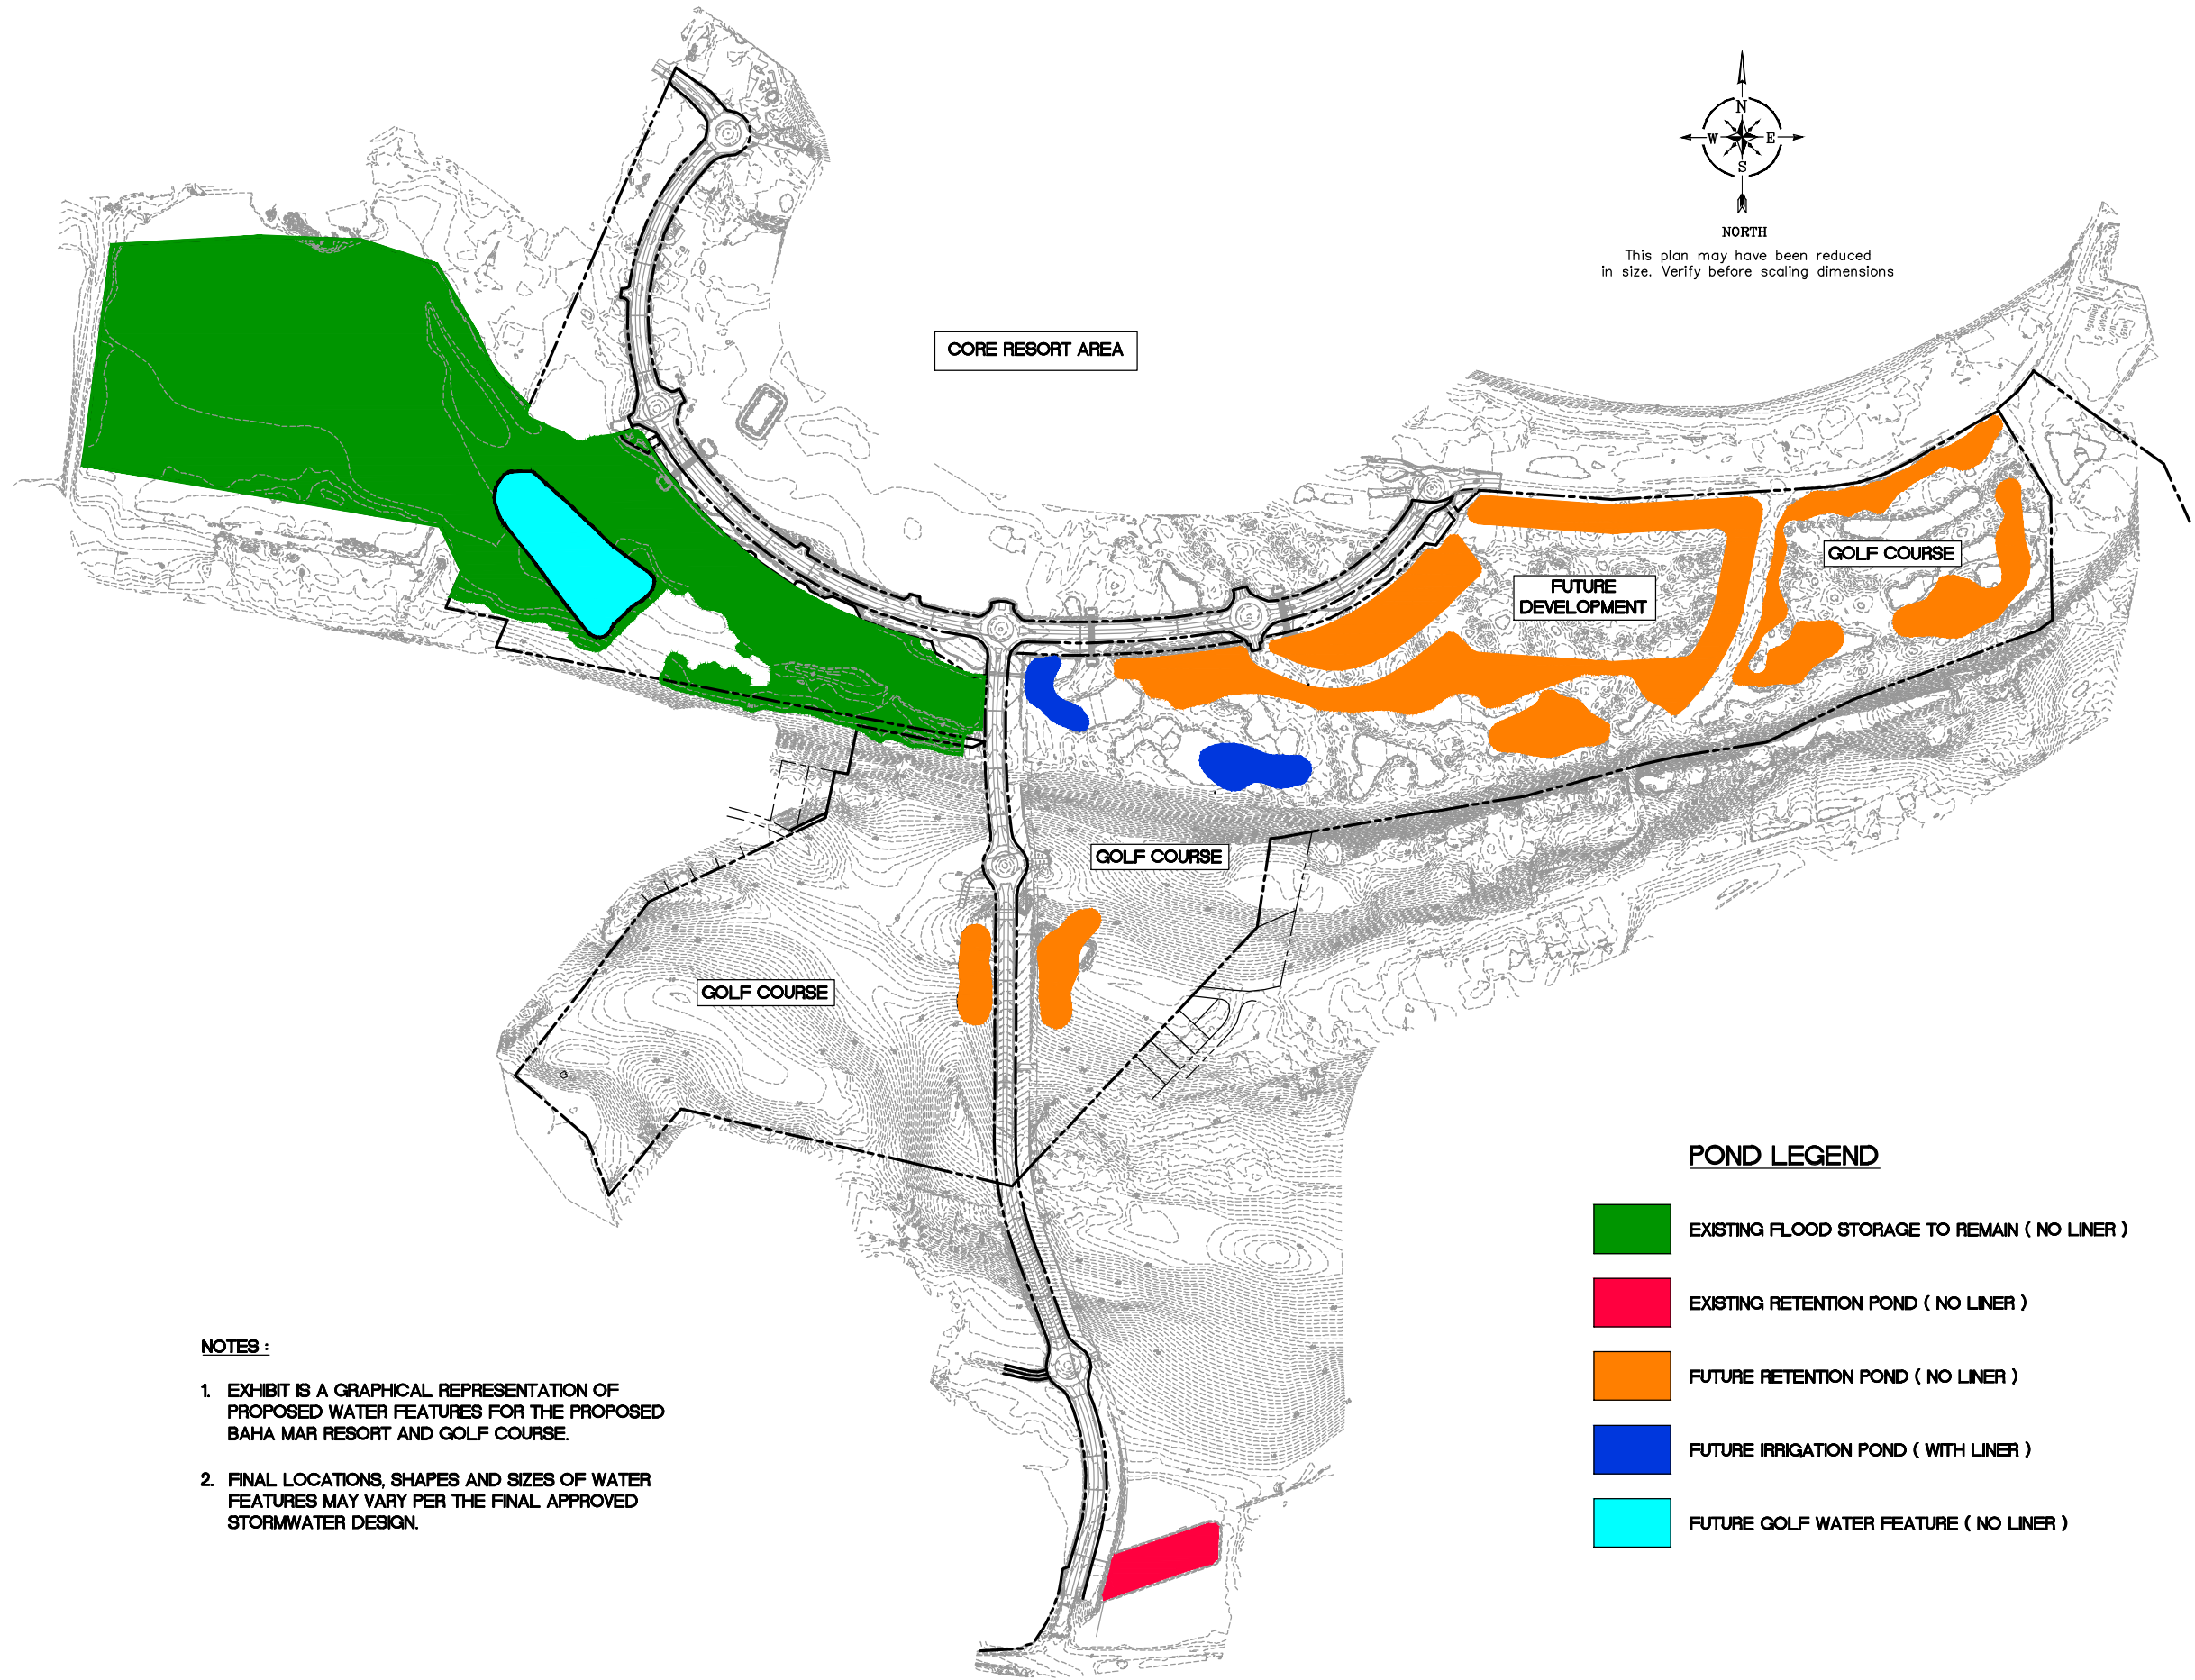 N
W
E
S
NORTH
This plan may have been reduced
in size. Verify before scaling dimensions
CORE RESORT AREA
GOLF COURSE
FUTURE
DEVELOPMENT
GOLF COURSE
GOLF COURSE
POND LEGEND
EXISTING FLOOD STORAGE TO REMAIN ( NO LINER )
EXISTING RETENTION POND ( NO LINER )
FUTURE RETENTION POND ( NO LINER )
FUTURE IRRIGATION POND ( WITH LINER )
FUTURE GOLF WATER FEATURE ( NO LINER )
NOTES :
1. EXHIBIT IS A GRAPHICAL REPRESENTATION OF
PROPOSED WATER FEATURES FOR THE PROPOSED
BAHA MAR RESORT AND GOLF COURSE.
2. FINAL LOCATIONS, SHAPES AND SIZES OF WATER
FEATURES MAY VARY PER THE FINAL APPROVED
STORMWATER DESIGN.